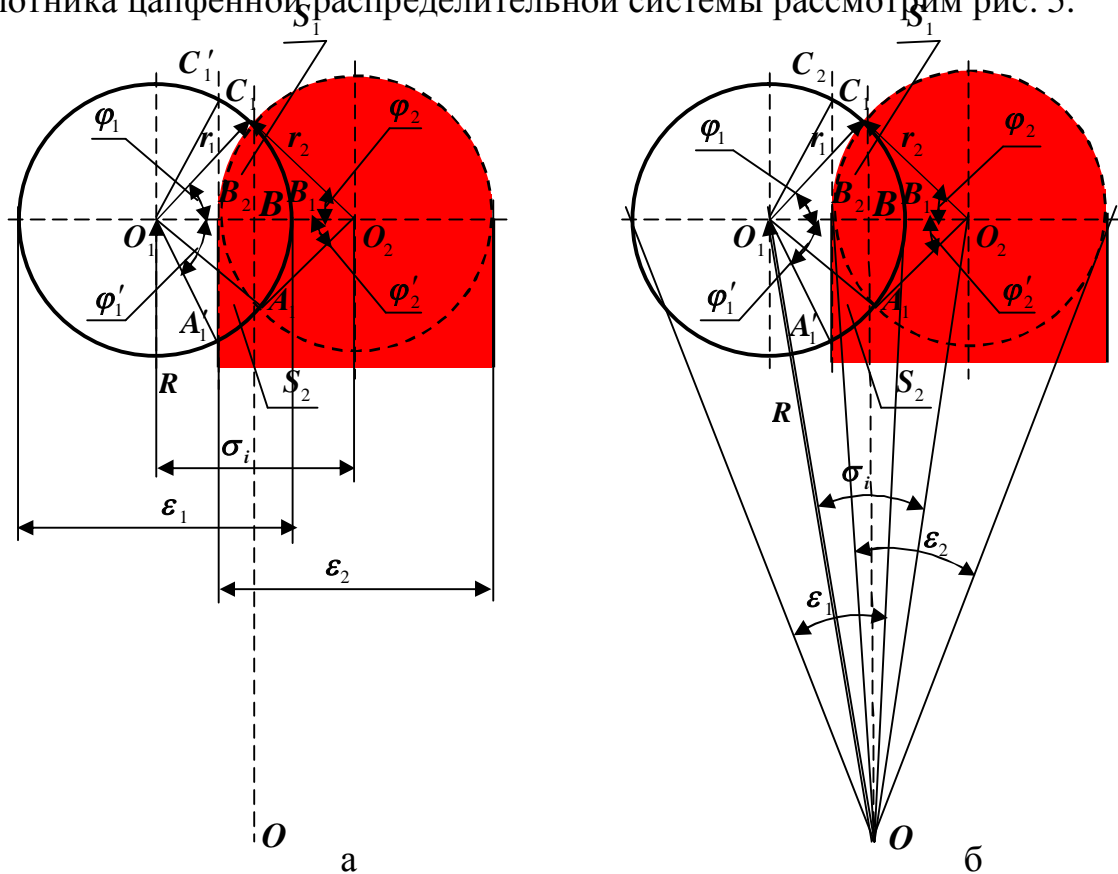 потника цапфенной распределительной системы рассмотрим рис. 5.
S₁ S₁
C₁′ C₁ C₂ C₁
φ₁ r₁ r₂ φ₂ φ₁ r₁ r₂ φ₂
B₂ B B₁ B₂ B B₁
O₁ O₂ O₁ O₂
φ₁′ A φ₂′ φ₁′ A₁ φ₂′
A₁′ A₁′
R S₂ R S₂
σᵢ σᵢ
ε₁ ε₂
ε₂ ε₁
O O
а б